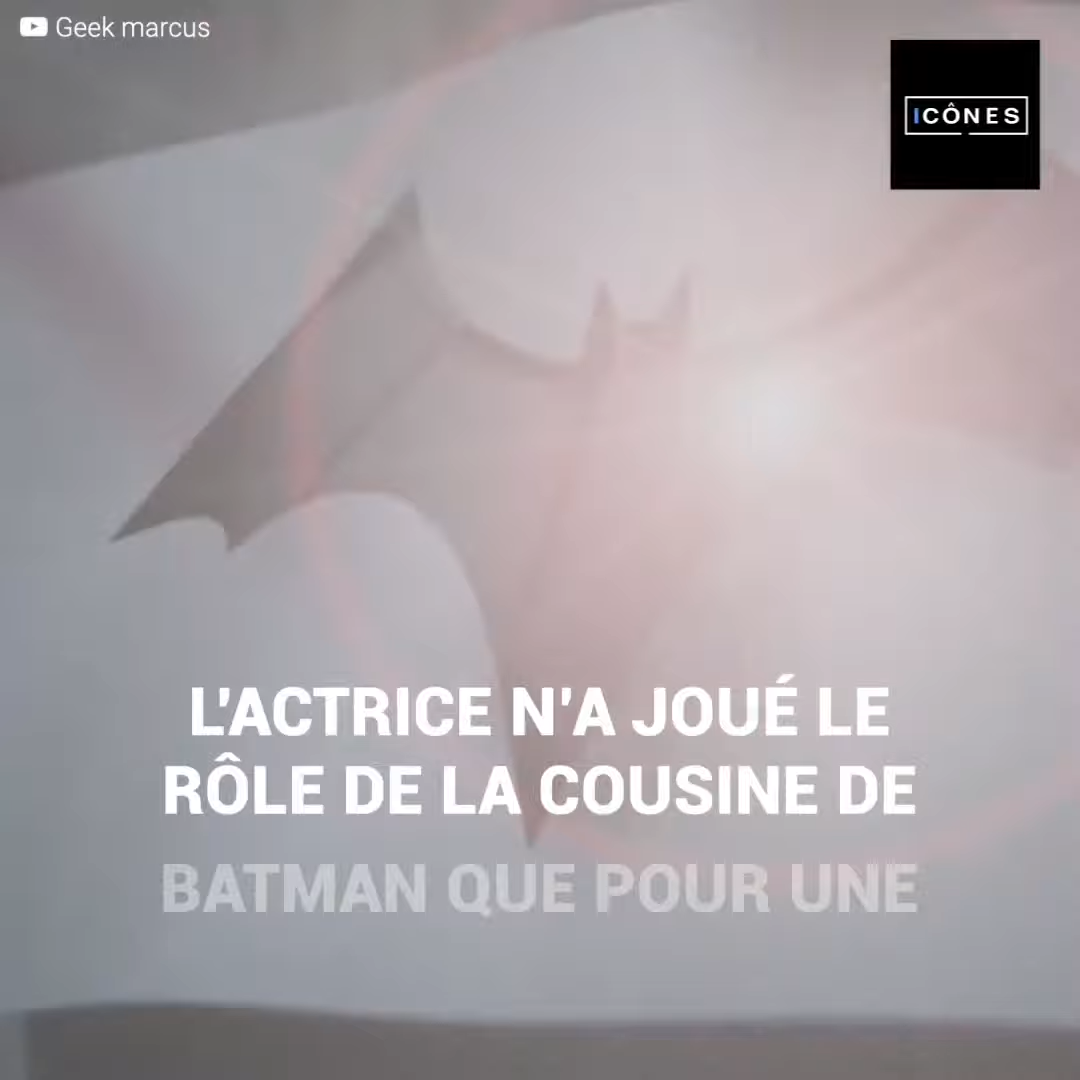 Geek marcus
ICÔNES
L'ACTRICE N'A JOUÉ LE
RÔLE DE LA COUSINE DE
BATMAN QUE POUR UNE